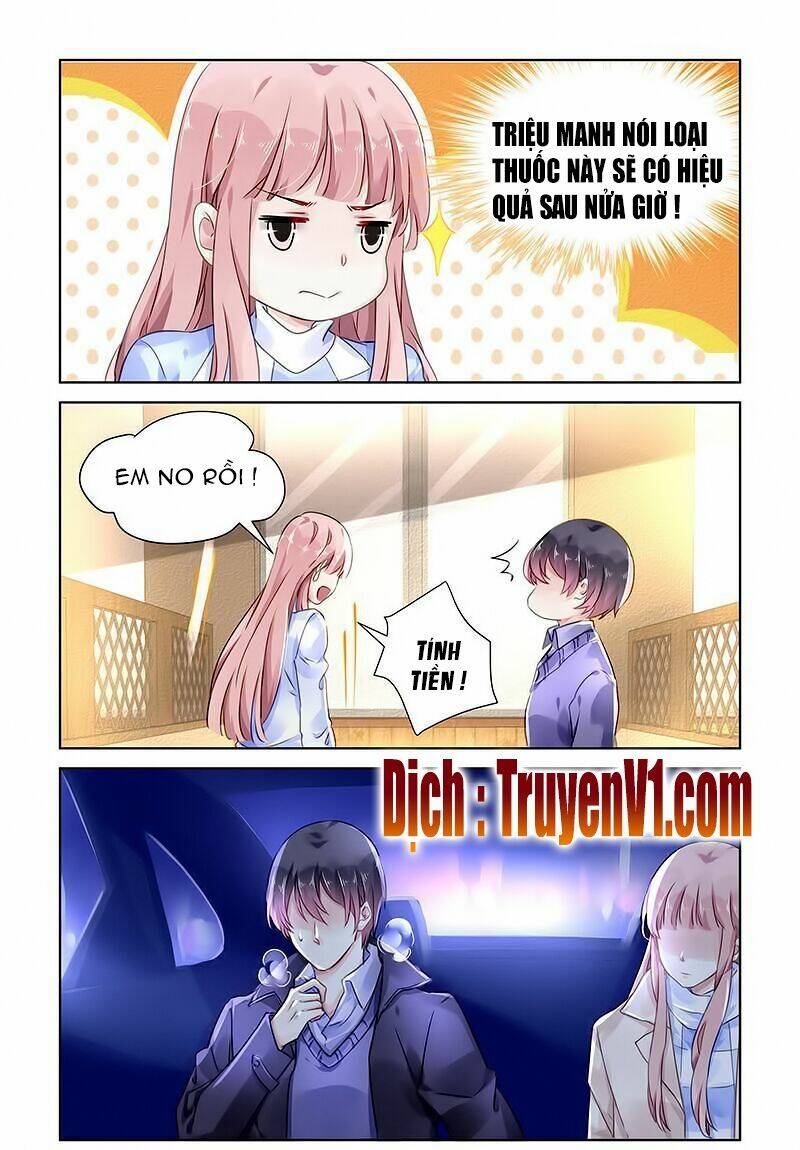 TRIỆU MANH NÓI LOẠI
THUỐC NÀY SẼ CÓ HIỆU
QUẢ SAU NỬA GIỜ !
EM NO RỒI !
TÍNH
TIỀN !
Dịch : TruyenV1.com